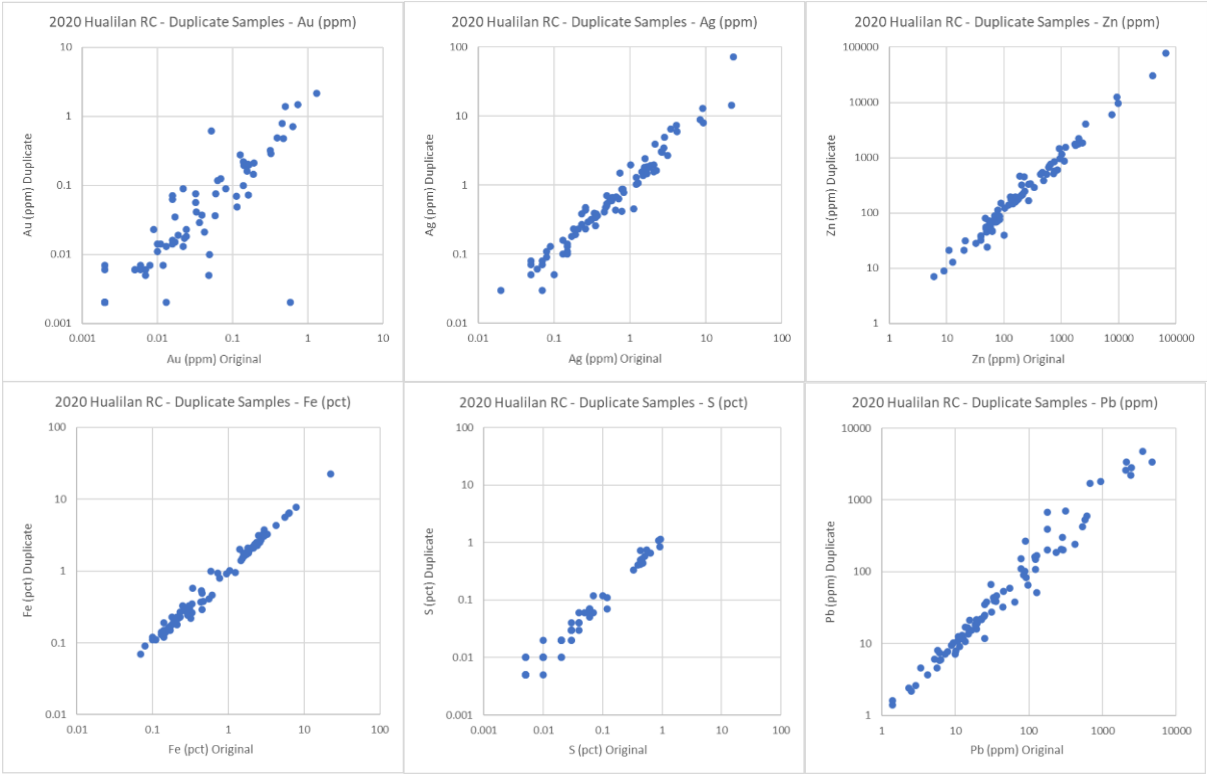 2020 Hualilan RC - Duplicate Samples - Au (ppm)
10
1
0.1
0.01
0.001
Au (ppm) Duplicate
0.001 0.01 0.1 1 10
Au (ppm) Original
2020 Hualilan RC - Duplicate Samples - Ag (ppm)
100
10
1
0.1
0.01
Ag (ppm) Duplicate
0.01 0.1 1 10 100
Ag (ppm) Original
2020 Hualilan RC - Duplicate Samples - Zn (ppm)
100000
10000
1000
100
10
1
Zn (ppm) Duplicate
1 10 100 1000 10000 100000
Zn (ppm) Original
2020 Hualilan RC - Duplicate Samples - Fe (pct)
100
10
1
0.1
0.01
Fe (pct) Duplicate
0.01 0.1 1 10 100
Fe (pct) Original
2020 Hualilan RC - Duplicate Samples - S (pct)
100
10
1
0.1
0.01
0.001
S (pct) Duplicate
0.001 0.01 0.1 1 10 100
S (pct) Original
2020 Hualilan RC - Duplicate Samples - Pb (ppm)
10000
1000
100
10
1
Pb (ppm) Duplicate
1 10 100 1000 10000
Pb (ppm) Original